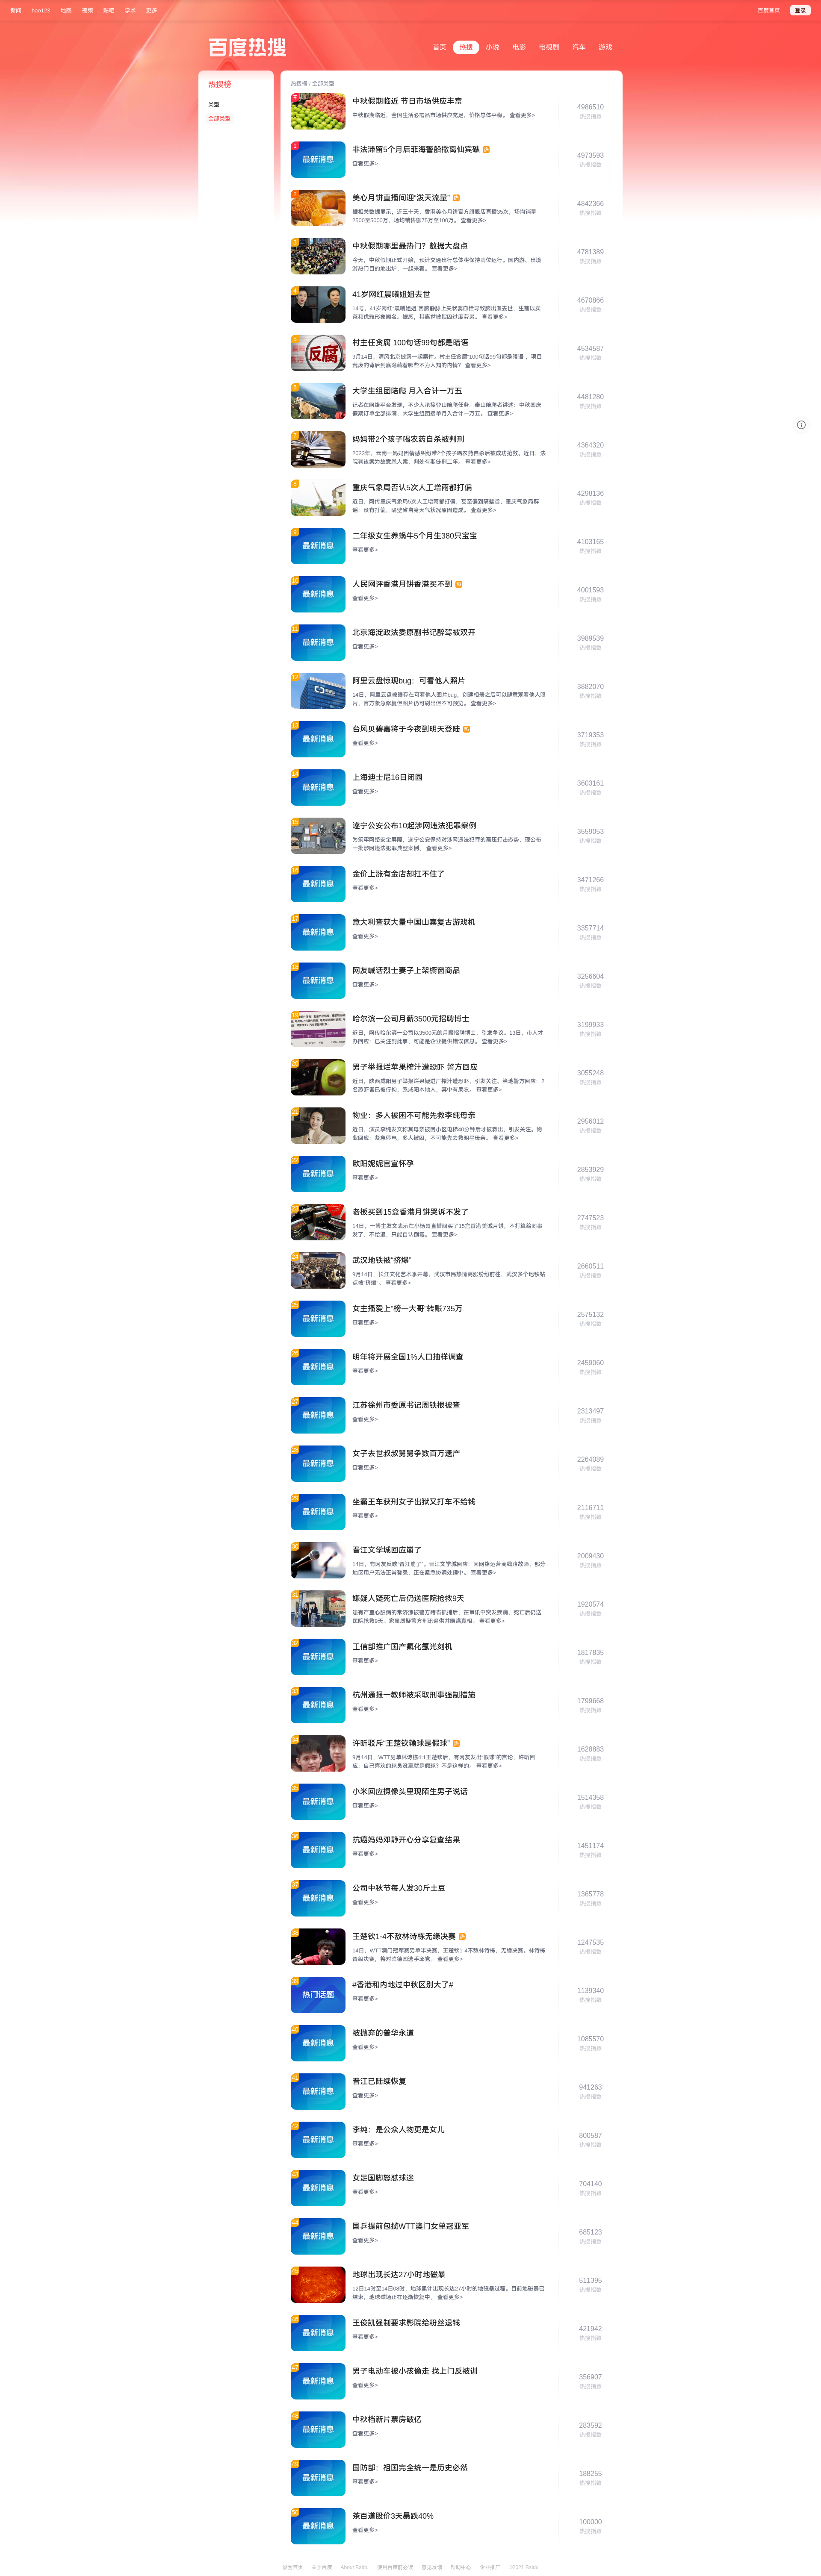 新闻 hao123 地图 视频 贴吧 学术 更多 百度首页 登录
百度热搜
首页 热搜 小说 电影 电视剧 汽车 游戏
热搜榜
类型
全部类型
热搜榜 / 全部类型
中秋假期临近 节日市场供应丰富
中秋假期临近，全国生活必需品市场供应充足，价格总体平稳。 查看更多>
4986510
热搜指数
1
最新消息
非法滞留5个月后菲海警船撤离仙宾礁 热
查看更多>
4973593
热搜指数
2
美心月饼直播间迎“泼天流量” 热
据相关数据显示，近三十天，香港美心月饼官方旗舰店直播35次，场均销量
2500至5000万，场均销售额75万至100万。 查看更多>
4842366
热搜指数
3
中秋假期哪里最热门？数据大盘点
今天，中秋假期正式开始，预计交通出行总体将保持高位运行。国内游、出境
游热门目的地出炉，一起来看。 查看更多>
4781389
热搜指数
4
41岁网红晨曦姐姐去世
4670866
热搜指数
5
反腐
村主任贪腐 100句话99句都是暗语
9月14日，清风北京披露一起案件。村主任贪腐“100句话99句都是暗语”，项目
荒废的背后到底隐藏着哪些不为人知的内情？ 查看更多>
4534587
热搜指数
6
大学生组团陪爬 月入合计一万五
记者在网络平台发现，不少人承接登山陪爬任务。泰山陪爬者讲述：中秋国庆
假期订单全部排满，大学生组团接单月入合计一万五。 查看更多>
4481280
热搜指数
7
妈妈带2个孩子喝农药自杀被判刑
2023年，云南一妈妈因情感纠纷带2个孩子喝农药自杀后被成功抢救。近日，法
院判该案为故意杀人案，判处有期徒刑二年。 查看更多>
4364320
热搜指数
8
重庆气象局否认5次人工增雨都打偏
近日，网传重庆气象局5次人工增雨都打偏，甚至偏到隔壁省，重庆气象局辟
谣：没有打偏，隔壁省自身天气状况原因造成。 查看更多>
4298136
热搜指数
9
最新消息
二年级女生养蜗牛5个月生380只宝宝
查看更多>
4103165
热搜指数
10
最新消息
人民网评香港月饼香港买不到 热
查看更多>
4001593
热搜指数
11
最新消息
北京海淀政法委原副书记醉驾被双开
查看更多>
3989539
热搜指数
12
阿里云盘惊现bug：可看他人照片
14日，阿里云盘被曝存在可看他人图片bug，创建相册之后可以随意观看他人照
片，官方紧急修复但图片仍可刷出但不可预览。 查看更多>
3882070
热搜指数
13
最新消息
台风贝碧嘉将于今夜到明天登陆 热
查看更多>
3719353
热搜指数
14
最新消息
上海迪士尼16日闭园
查看更多>
3603161
热搜指数
15
遂宁公安公布10起涉网违法犯罪案例
为筑牢网络安全屏障，遂宁公安保持对涉网违法犯罪的高压打击态势，现公布
一批涉网违法犯罪典型案例。 查看更多>
3559053
热搜指数
16
最新消息
金价上涨有金店却扛不住了
查看更多>
3471266
热搜指数
17
最新消息
意大利查获大量中国山寨复古游戏机
查看更多>
3357714
热搜指数
18
最新消息
网友喊话烈士妻子上架橱窗商品
查看更多>
3256604
热搜指数
19
哈尔滨一公司月薪3500元招聘博士
近日，网传哈尔滨一公司以3500元的月薪招聘博士，引发争议。13日，市人才
办回应：已关注到此事，可能是企业提供错误信息。 查看更多>
3199933
热搜指数
20
男子举报烂苹果榨汁遭恐吓 警方回应
近日，陕西咸阳男子举报烂果疑进厂榨汁遭恐吓，引发关注。当地警方回应：2
名恐吓者已被行拘，系咸阳本地人，其中有果农。 查看更多>
3055248
热搜指数
21
物业：多人被困不可能先救李纯母亲
近日，演员李纯发文称其母亲被困小区电梯40分钟后才被救出，引发关注。物
业回应：紧急停电，多人被困，不可能先去救明星母亲。 查看更多>
2956012
热搜指数
22
最新消息
欧阳妮妮官宣怀孕
查看更多>
2853929
热搜指数
23
老板买到15盒香港月饼哭诉不发了
14日，一博主发文表示在小杨哥直播间买了15盒香港美诚月饼，不打算给同事
发了，不给退，只能自认倒霉。 查看更多>
2747523
热搜指数
24
武汉地铁被“挤爆”
9月14日，长江文化艺术季开幕，武汉市民热情高涨纷纷前往，武汉多个地铁站
点被“挤爆”。 查看更多>
2660511
热搜指数
25
最新消息
女主播爱上“榜一大哥”转账735万
查看更多>
2575132
热搜指数
26
最新消息
明年将开展全国1%人口抽样调查
查看更多>
2459060
热搜指数
27
最新消息
江苏徐州市委原书记周铁根被查
查看更多>
2313497
热搜指数
28
最新消息
女子去世叔叔舅舅争数百万遗产
查看更多>
2264089
热搜指数
29
最新消息
坐霸王车获刑女子出狱又打车不给钱
查看更多>
2116711
热搜指数
30
晋江文学城回应崩了
14日，有网友反映“晋江崩了”。晋江文学城回应：因网络运营商线路故障，部分
地区用户无法正常登录，正在紧急协调处理中。 查看更多>
2009430
热搜指数
31
嫌疑人疑死亡后仍送医院抢救9天
患有严重心脏病的常济凉被警方跨省抓捕后，在审讯中突发疾病，死亡后仍送
医院抢救9天。家属质疑警方刑讯逼供并隐瞒真相。 查看更多>
1920574
热搜指数
32
最新消息
工信部推广国产氟化氩光刻机
查看更多>
1817835
热搜指数
33
最新消息
杭州通报一教师被采取刑事强制措施
查看更多>
1799668
热搜指数
34
许昕驳斥“王楚钦输球是假球” 热
9月14日，WTT男单林诗栋4:1王楚钦后，有网友发出“假球”的言论，许昕回
应：自己喜欢的球员没赢就是假球？不是这样的。 查看更多>
1628883
热搜指数
35
最新消息
小米回应摄像头里现陌生男子说话
查看更多>
1514358
热搜指数
36
最新消息
抗癌妈妈邓静开心分享复查结果
查看更多>
1451174
热搜指数
37
最新消息
公司中秋节每人发30斤土豆
查看更多>
1365778
热搜指数
38
王楚钦1-4不敌林诗栋无缘决赛 热
14日，WTT澳门冠军赛男单半决赛，王楚钦1-4不敌林诗栋，无缘决赛。林诗栋
晋级决赛，将对阵德国选手邱党。 查看更多>
1247535
热搜指数
39
热门话题
#香港和内地过中秋区别大了#
查看更多>
1139340
热搜指数
40
最新消息
被抛弃的普华永道
查看更多>
1085570
热搜指数
41
最新消息
晋江已陆续恢复
查看更多>
941263
热搜指数
42
最新消息
李纯：是公众人物更是女儿
查看更多>
800587
热搜指数
43
最新消息
女足国脚怒怼球迷
查看更多>
704140
热搜指数
44
最新消息
国乒提前包揽WTT澳门女单冠亚军
查看更多>
685123
热搜指数
45
地球出现长达27小时地磁暴
12日14时至14日08时，地球累计出现长达27小时的地磁暴过程。目前地磁暴已
结束，地球磁场正在逐渐恢复中。 查看更多>
511395
热搜指数
46
最新消息
王俊凯强制要求影院给粉丝退钱
查看更多>
421942
热搜指数
47
最新消息
男子电动车被小孩偷走 找上门反被训
查看更多>
356907
热搜指数
48
最新消息
中秋档新片票房破亿
查看更多>
283592
热搜指数
49
最新消息
国防部：祖国完全统一是历史必然
查看更多>
188255
热搜指数
50
最新消息
茶百道股价3天暴跌40%
查看更多>
100000
热搜指数
设为首页 关于百度 About Baidu 使用百度前必读 意见反馈 帮助中心 企业推广 ©2022 Baidu